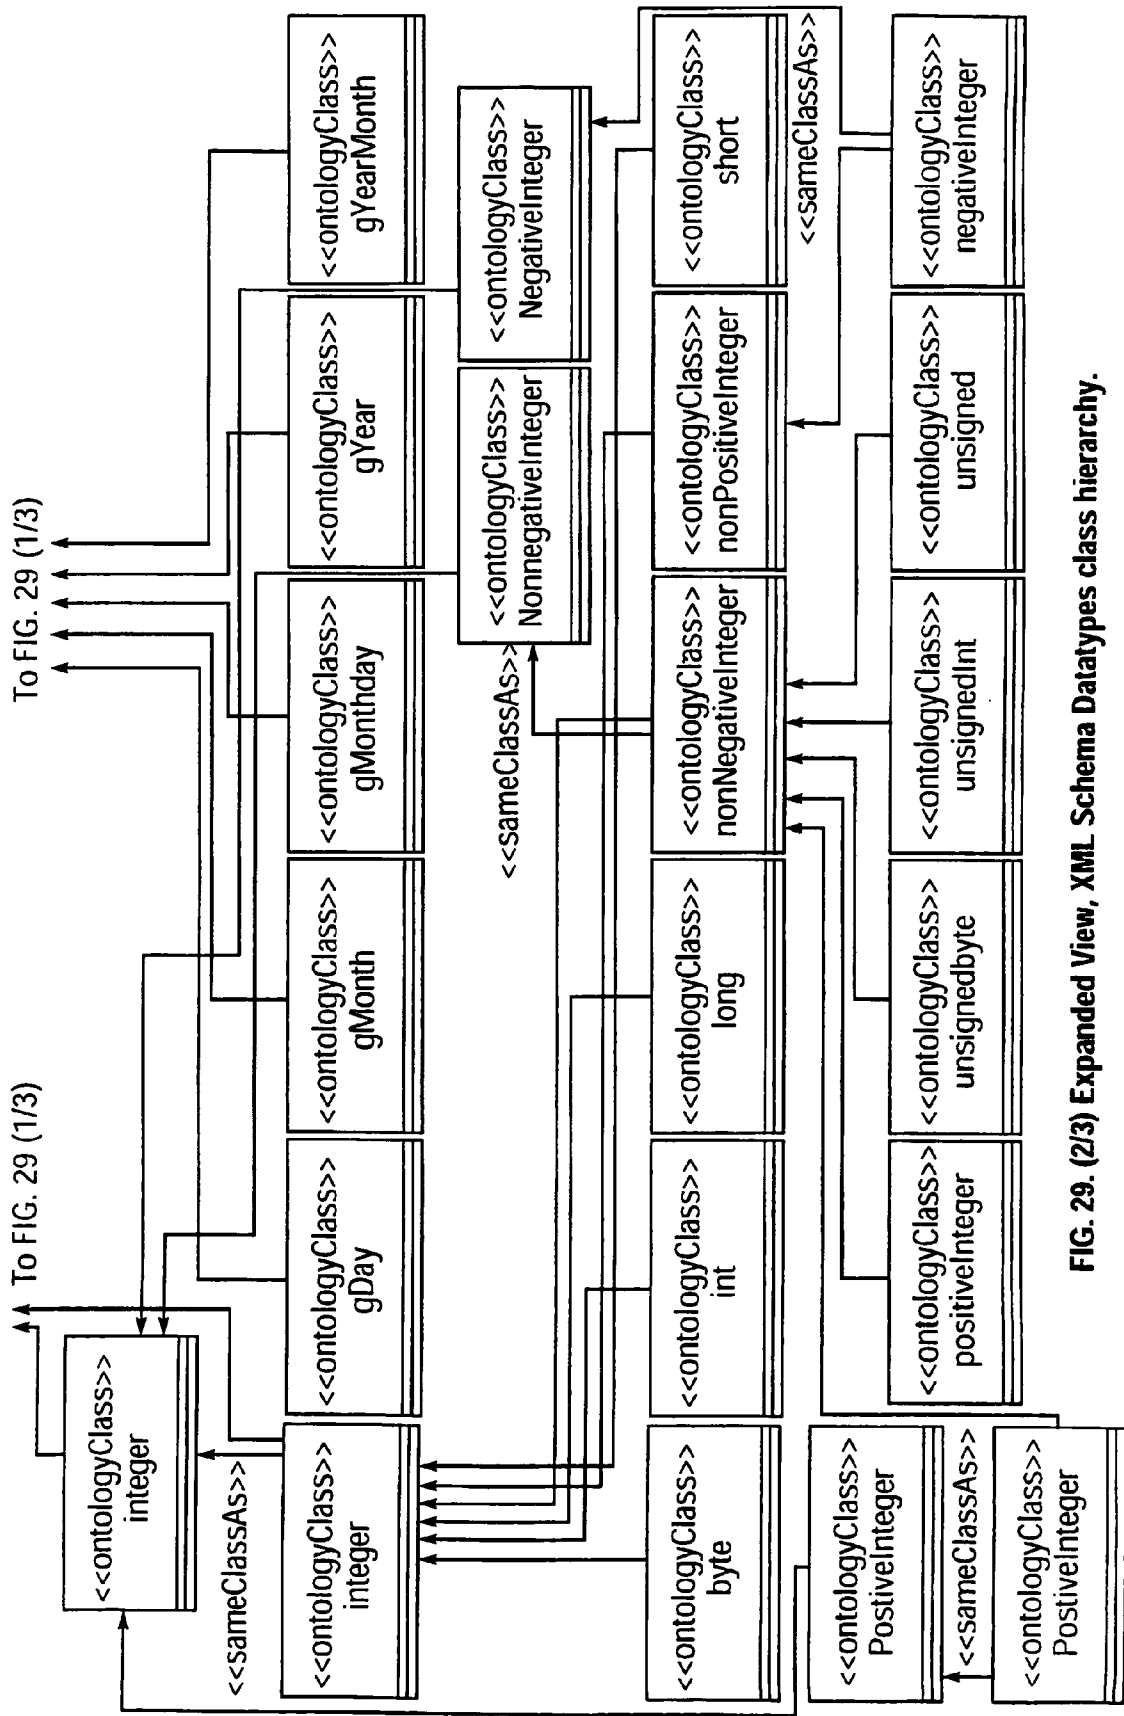 To FIG. 29 (1/3)
To FIG. 29 (1/3)
<<ontologyClass>>
integer
<<sameClassAs>>
<<ontologyClass>>
integer
<<ontologyClass>>
gDay
<<ontologyClass>>
gMonth
<<ontologyClass>>
gMonthday
<<ontologyClass>>
gYear
<<ontologyClass>>
gYearMonth
<<sameClassAs>>
<<ontologyClass>>
NonnegativeInteger
<<ontologyClass>>
NegativeInteger
<<ontologyClass>>
byte
<<ontologyClass>>
int
<<ontologyClass>>
long
<<ontologyClass>>
nonNegativeInteger
<<ontologyClass>>
nonPositiveInteger
<<ontologyClass>>
short
<<sameClassAs>>
<<ontologyClass>>
PostiveInteger
<<sameClassAs>>
<<ontologyClass>>
PostiveInteger
<<ontologyClass>>
positiveInteger
<<ontologyClass>>
unsignedbyte
<<ontologyClass>>
unsignedInt
<<ontologyClass>>
unsigned
<<ontologyClass>>
negativeInteger
FIG. 29. (2/3) Expanded View, XML Schema Datatypes class hierarchy.